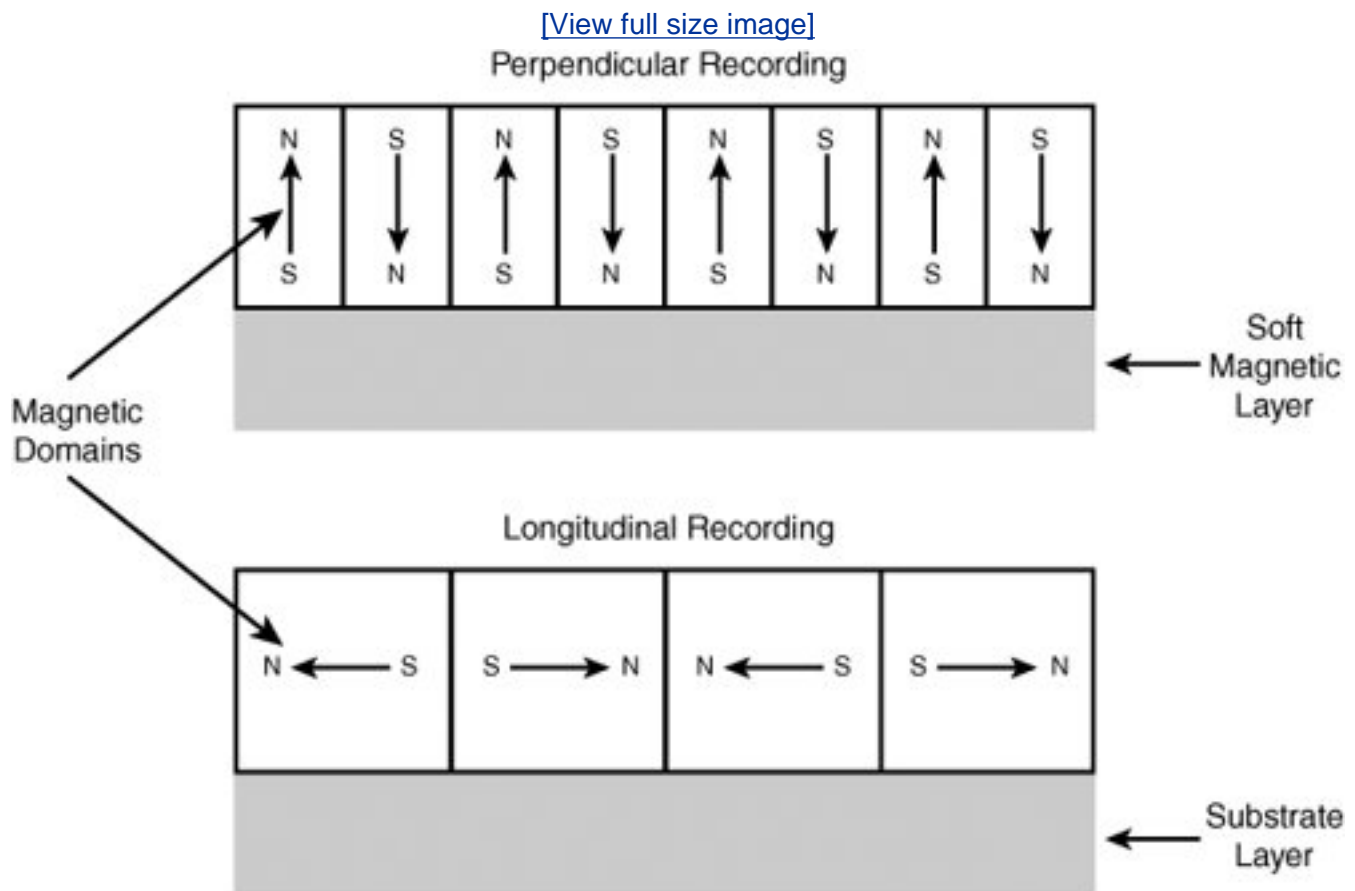 [View full size image]
Perpendicular Recording
N S N S N S N S
S N S N S N S N
Soft
Magnetic
Layer
Magnetic
Domains
Longitudinal Recording
N S S N N S S N
Substrate
Layer